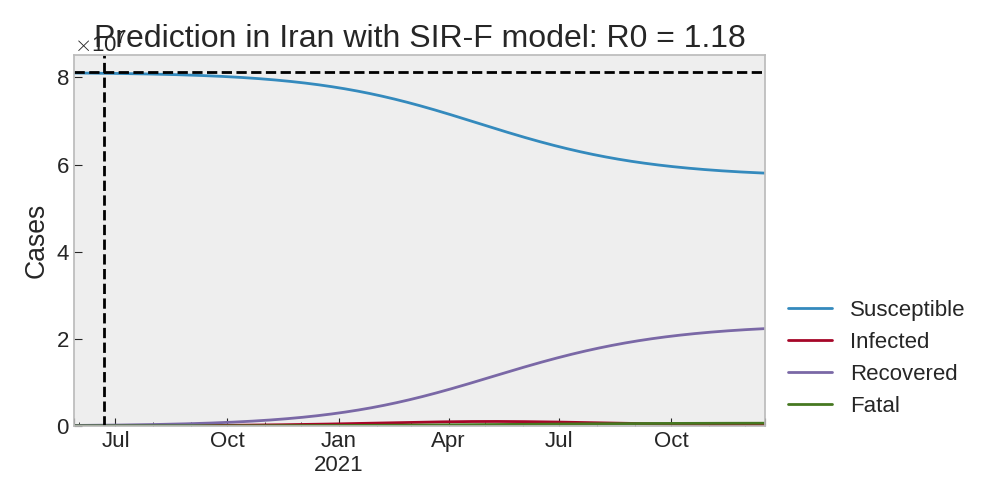 Prediction in Iran with SIR-F model: R0 = 1.18
×10
Cases
8
6
4
2
0
Jul
Oct
Jan
2021
Apr
Jul
Oct
Susceptible
Infected
Recovered
Fatal